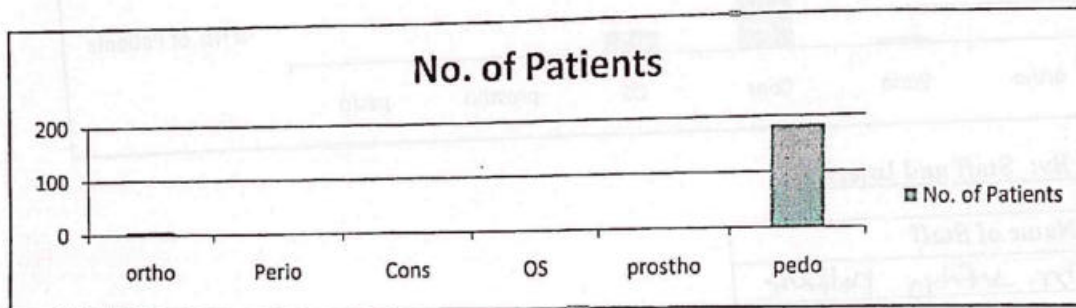 No. of Patients
200
100
0
ortho Perio Cons OS prostho pedo
No. of Patients